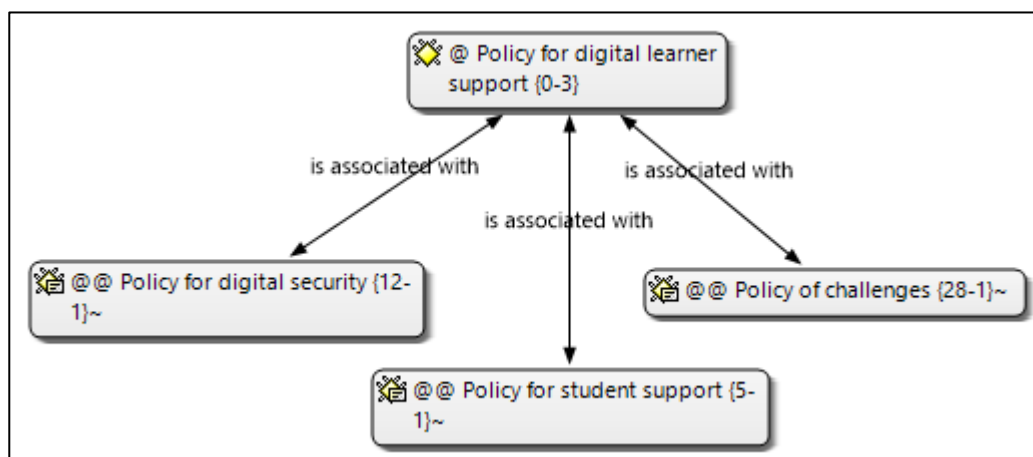 @ Policy for digital learner
support {0-3}
is associated with
is associated with
is associated with
@@ Policy for digital security {12-
1}~
@@ Policy of challenges {28-1}~
@@ Policy for student support {5-
1}~